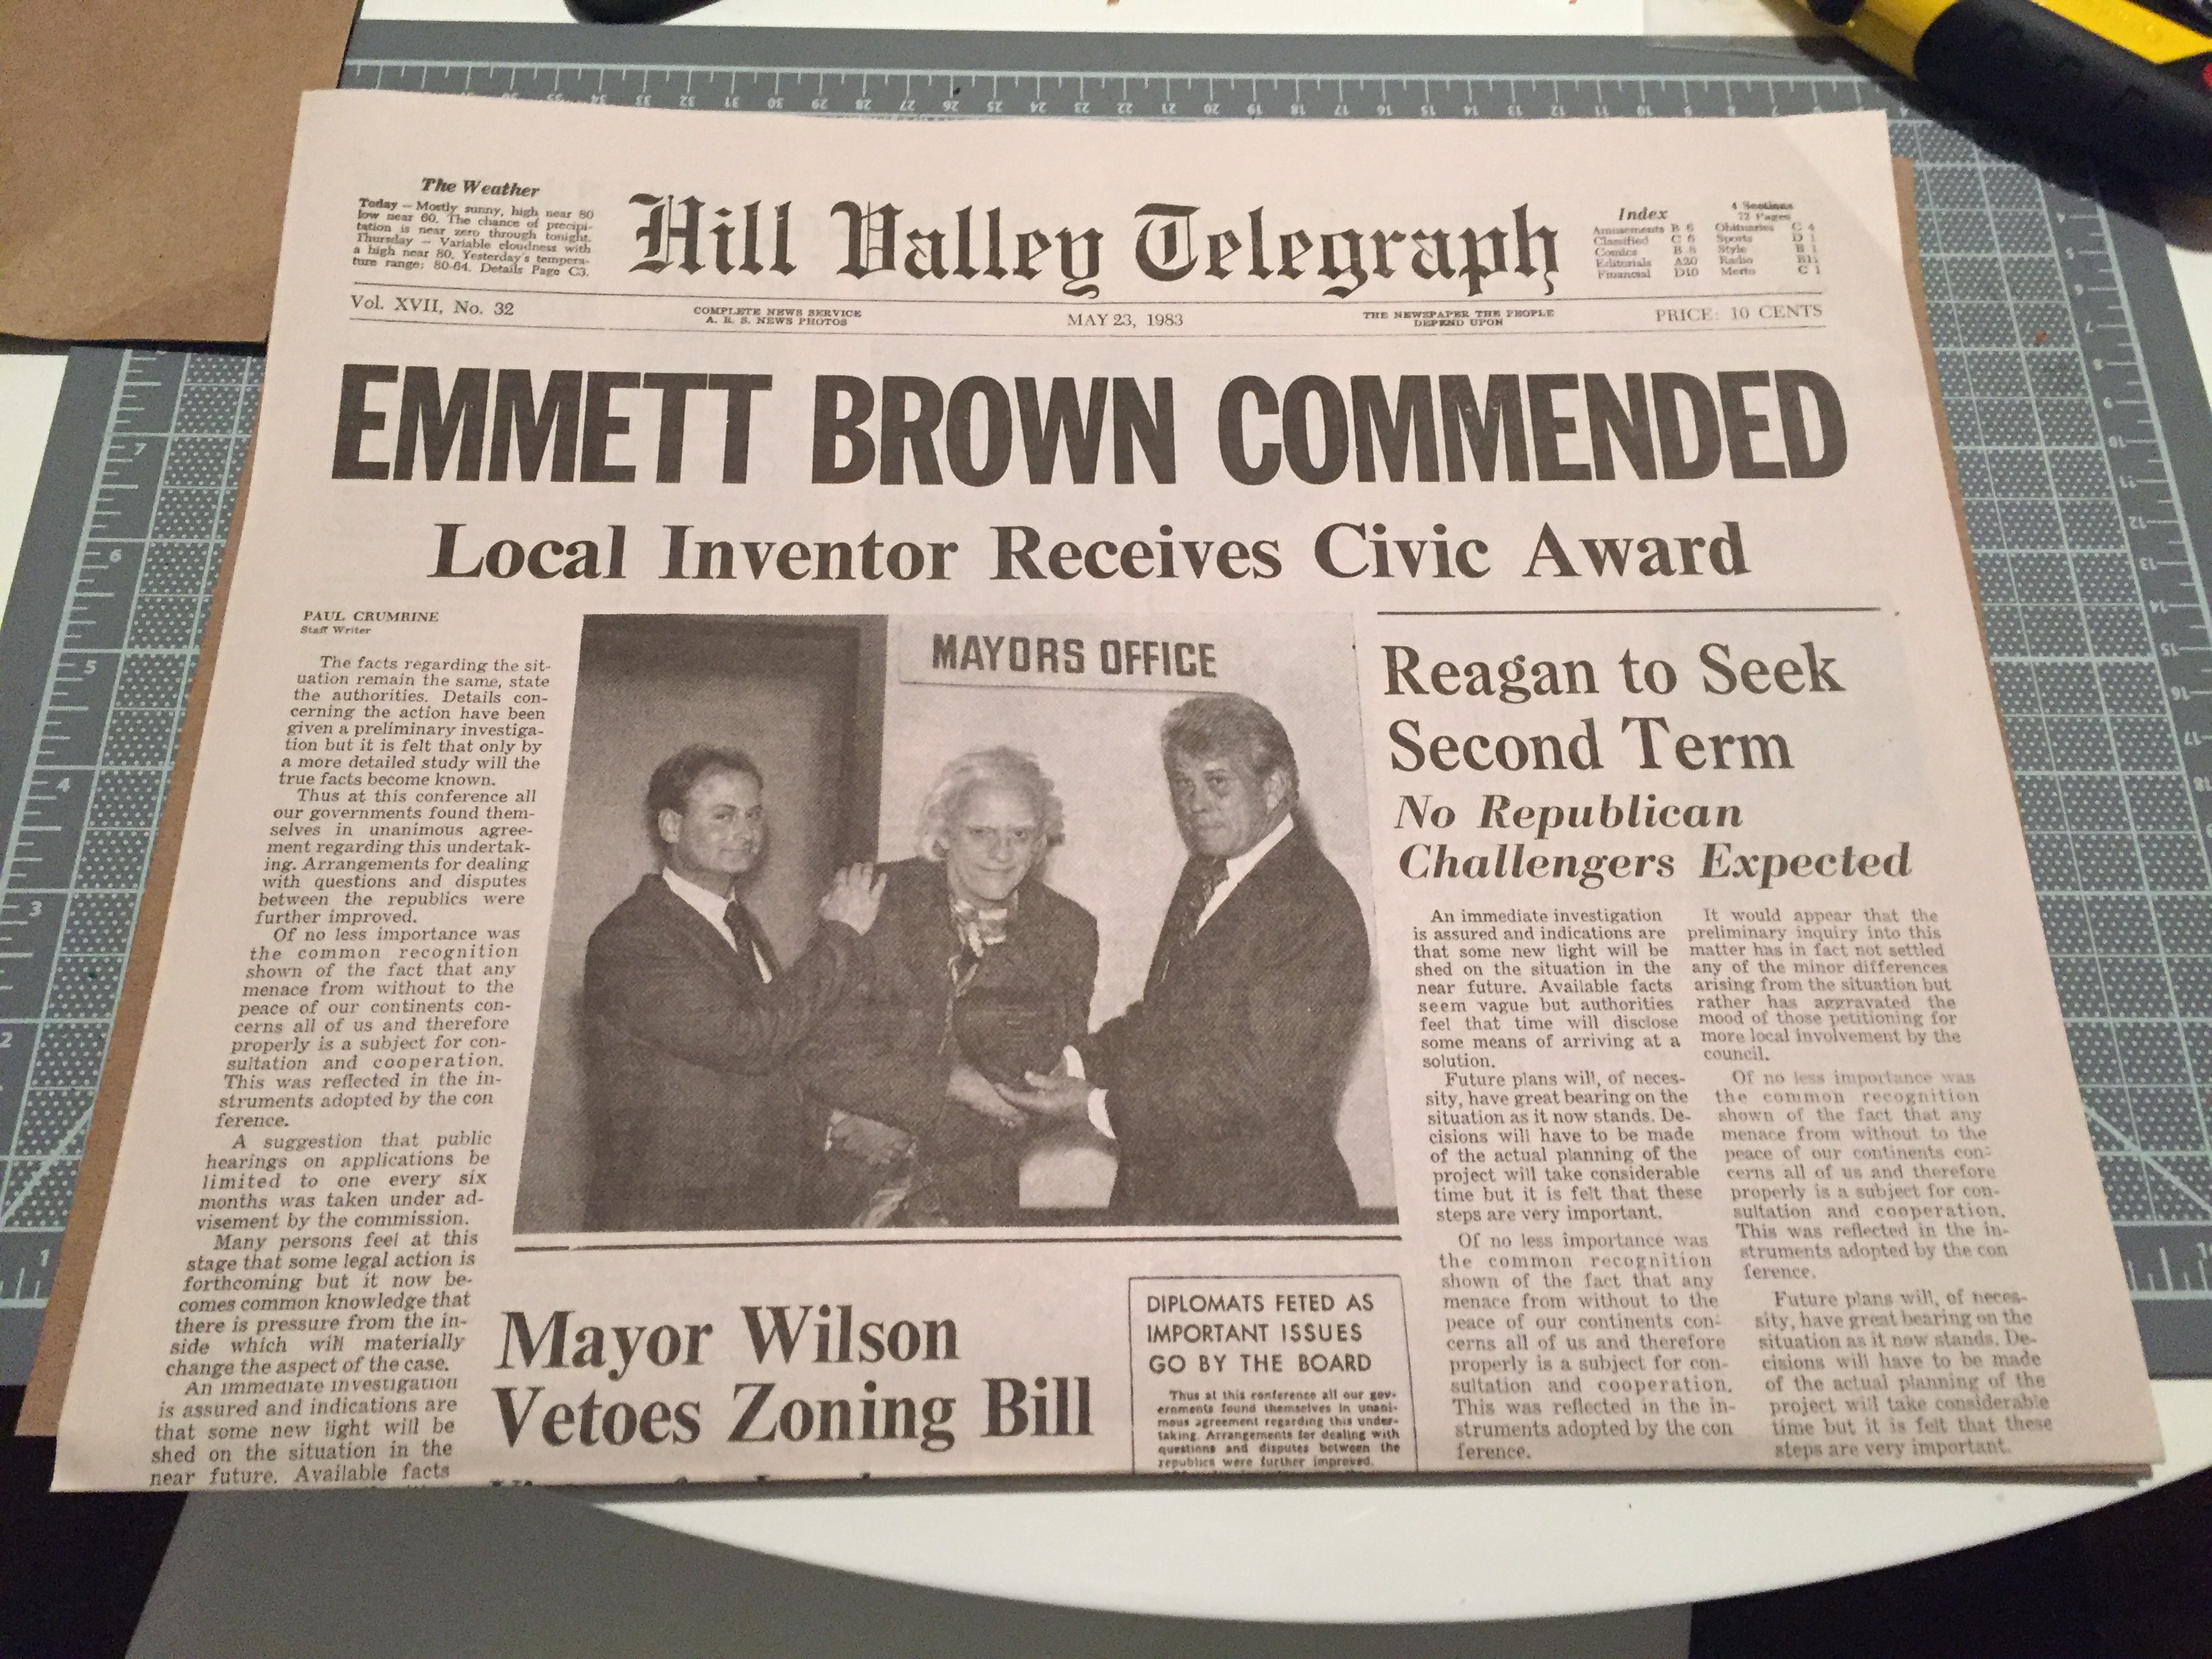 The Weather
Today — Mostly sunny, high near 80
low near 60. The chance of precipi-
tation is near zero through tonight.
Thursday — Variable cloudness with
a high near 80. Yesterday's tempera-
ture range; 80-64. Details Page C3.
Hill Valley Telegraph
Index
4 Sections
72 Pages
Amusements B 6
Classified C 6
Comics B 8
Editorials A20
Financial D10
Obituaries C 4
Sports D 1
Style B 1
Radio B11
Merto C 1
Vol. XVII, No. 32
COMPLETE NEWS SERVICE
A. R. S. NEWS PHOTOS
MAY 23, 1983
THE NEWSPAPER THE PEOPLE
DEPEND UPON
PRICE: 10 CENTS
EMMETT BROWN COMMENDED
Local Inventor Receives Civic Award
PAUL CRUMRINE
Staff Writer
The facts regarding the sit-
uation remain the same, state
the authorities. Details con-
cerning the action have been
given a preliminary investiga-
tion but it is felt that only by
a more detailed study will the
true facts become known.
Thus at this conference all
our governments found them-
selves in unanimous agree-
ment regarding this undertak-
ing. Arrangements for dealing
with questions and disputes
between the republics were
further improved.
Of no less importance was
the common recognition
shown of the fact that any
menace from without to the
peace of our continents con-
cerns all of us and therefore
properly is a subject for con-
sultation and cooperation.
This was reflected in the in-
struments adopted by the con
ference.
A suggestion that public
hearings on applications be
limited to one every six
months was taken under ad-
visement by the commission.
Many persons feel at this
stage that some legal action is
forthcoming but it now be-
comes common knowledge that
there is pressure from the in-
side which will materially
change the aspect of the case.
An immediate investigation
is assured and indications are
that some new light will be
shed on the situation in the
near future. Available facts
MAYORS OFFICE
Mayor Wilson
Vetoes Zoning Bill
DIPLOMATS FETED AS
IMPORTANT ISSUES
GO BY THE BOARD
Thus at this conference all our gov-
ernments found themselves in unani-
mous agreement regarding this under-
taking. Arrangements for dealing with
questions and disputes between the
republics were further improved.
Reagan to Seek
Second Term
No Republican
Challengers Expected
An immediate investigation
is assured and indications are
that some new light will be
shed on the situation in the
near future. Available facts
seem vague but authorities
feel that time will disclose
some means of arriving at a
solution.
Future plans will, of neces-
sity, have great bearing on the
situation as it now stands. De-
cisions will have to be made
of the actual planning of the
project will take considerable
time but it is felt that these
steps are very important.
Of no less importance was
the common recognition
shown of the fact that any
menace from without to the
peace of our continents con-
cerns all of us and therefore
properly is a subject for con-
sultation and cooperation.
This was reflected in the in-
struments adopted by the con
ference.
It would appear that the
preliminary inquiry into this
matter has in fact not settled
any of the minor differences
arising from the situation but
rather has aggravated the
mood of those petitioning for
more local involvement by the
council.
Of no less importance was
the common recognition
shown of the fact that any
menace from without to the
peace of our continents con-
cerns all of us and therefore
properly is a subject for con-
sultation and cooperation.
This was reflected in the in-
struments adopted by the con
ference.
Future plans will, of neces-
sity, have great bearing on the
situation as it now stands. De-
cisions will have to be made
of the actual planning of the
project will take considerable
time but it is felt that these
steps are very important.